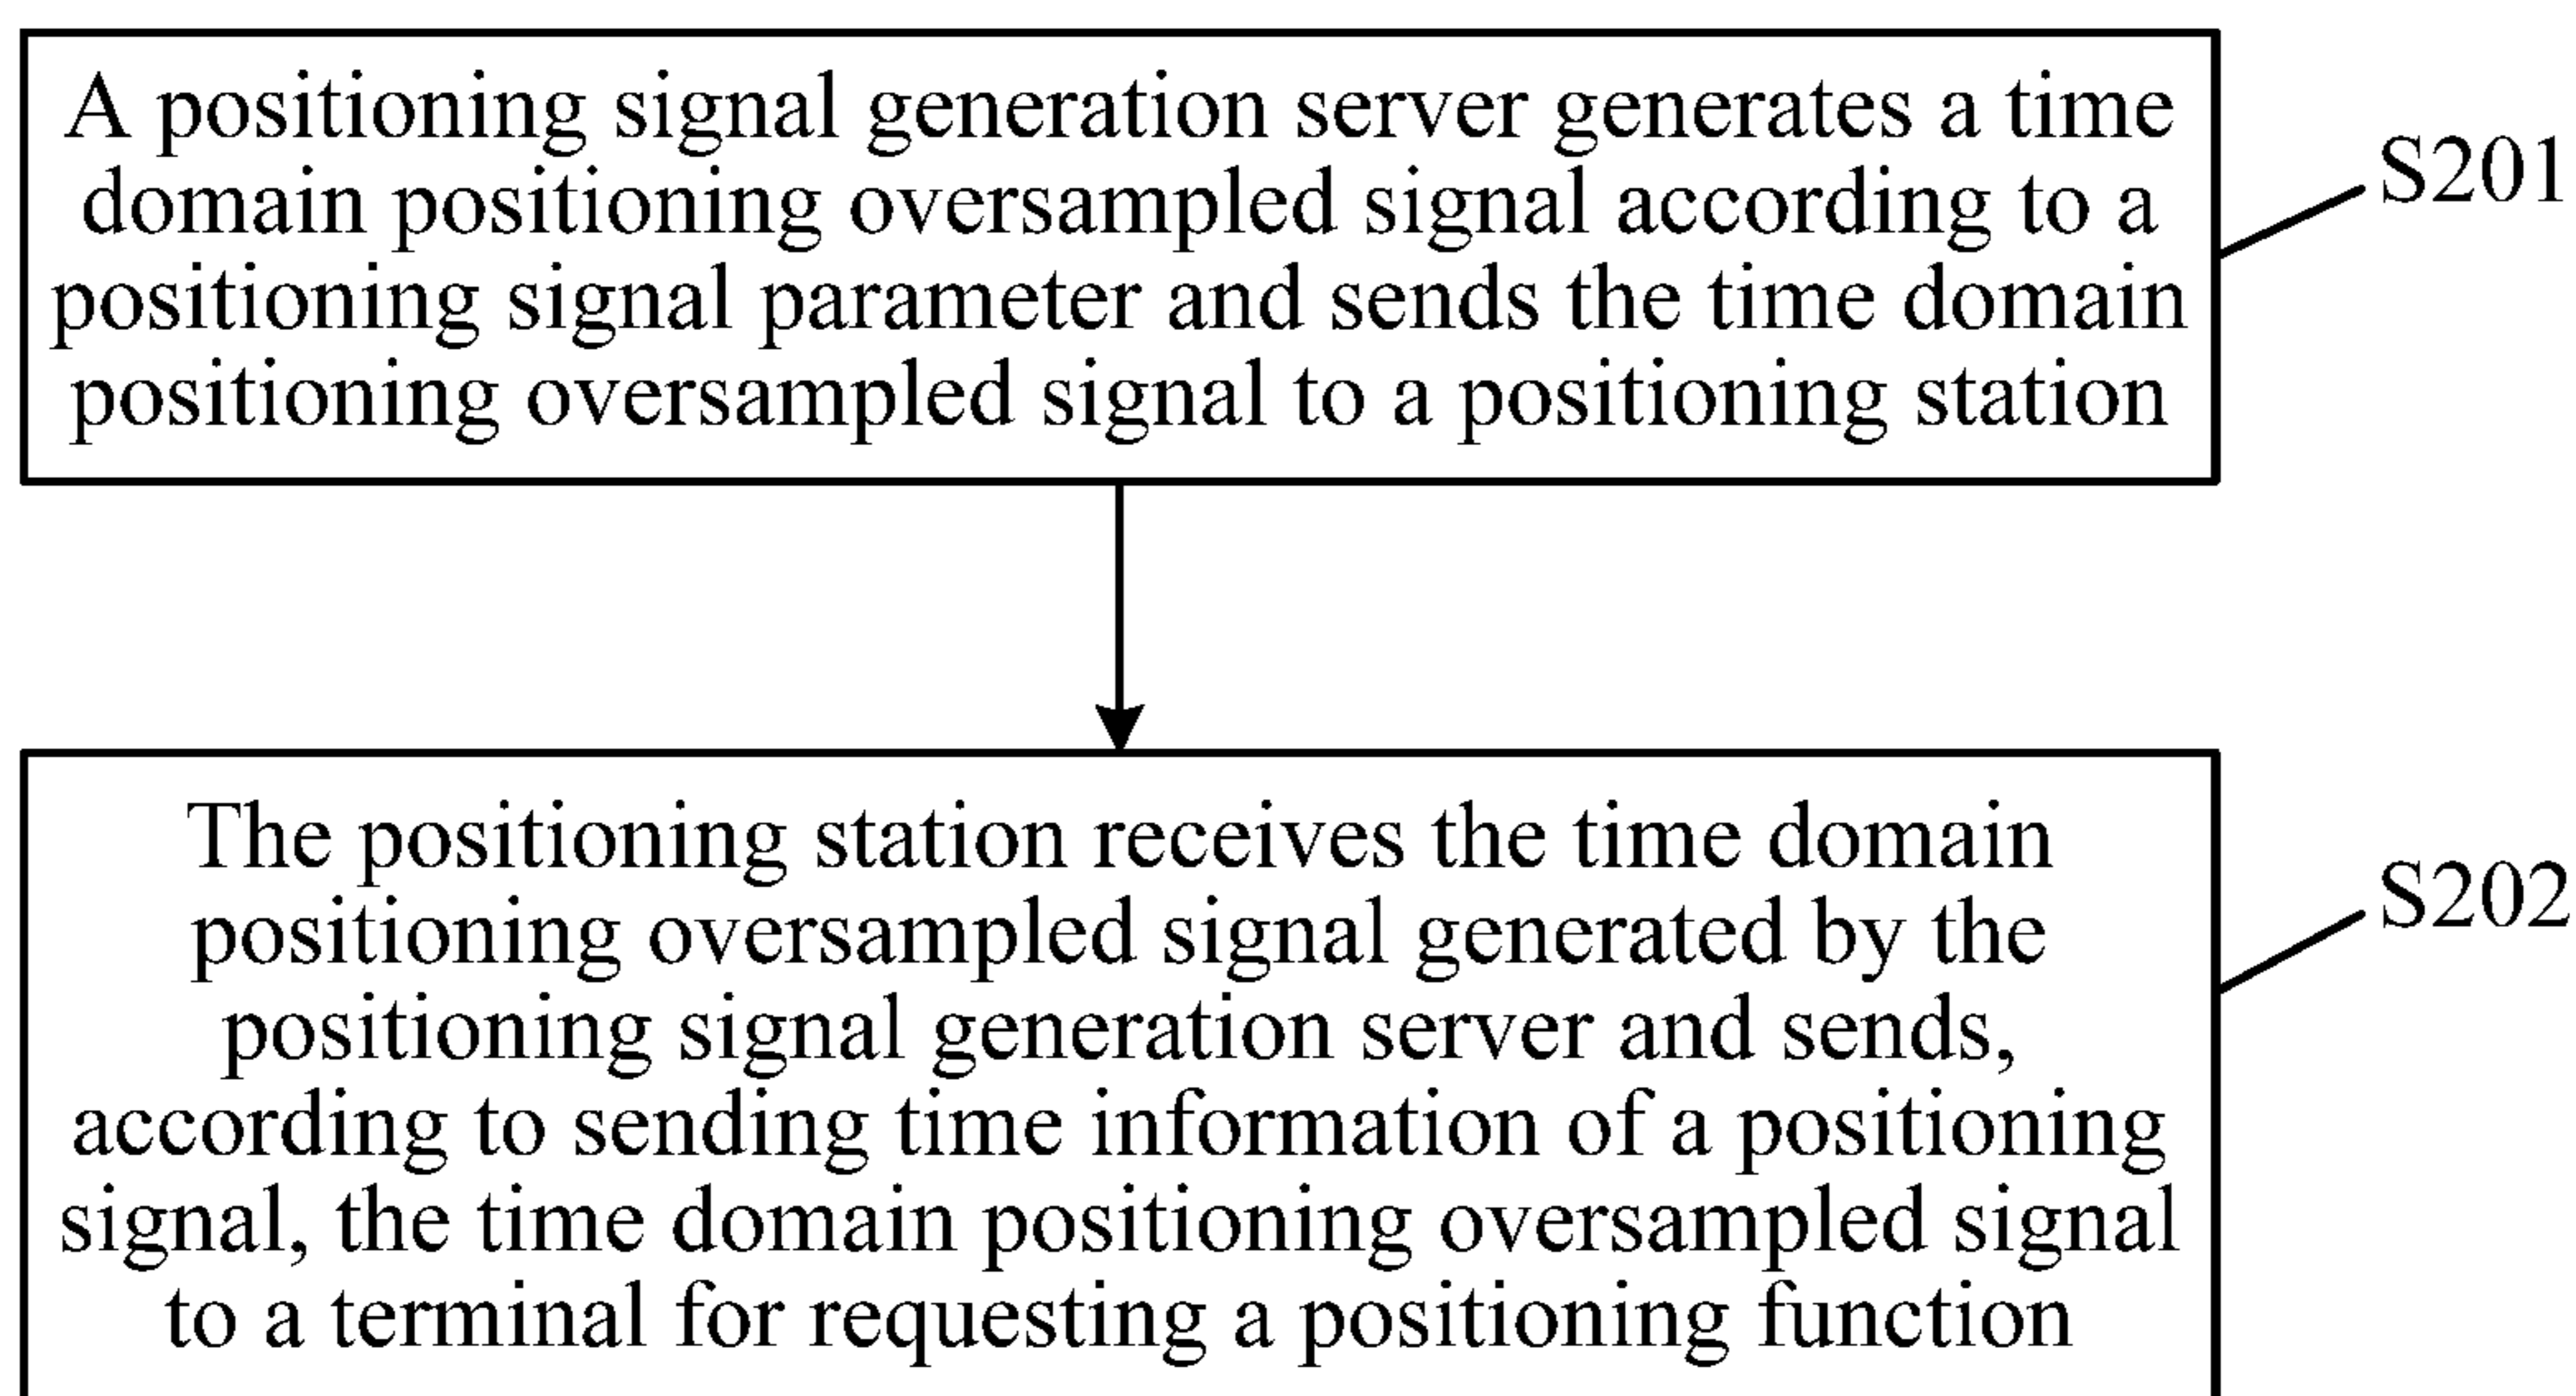 A positioning signal generation server generates a time
domain positioning oversampled signal according to a
positioning signal parameter and sends the time domain
positioning oversampled signal to a positioning station
S201
The positioning station receives the time domain
positioning oversampled signal generated by the
positioning signal generation server and sends,
according to sending time information of a positioning
signal, the time domain positioning oversampled signal
to a terminal for requesting a positioning function
S202